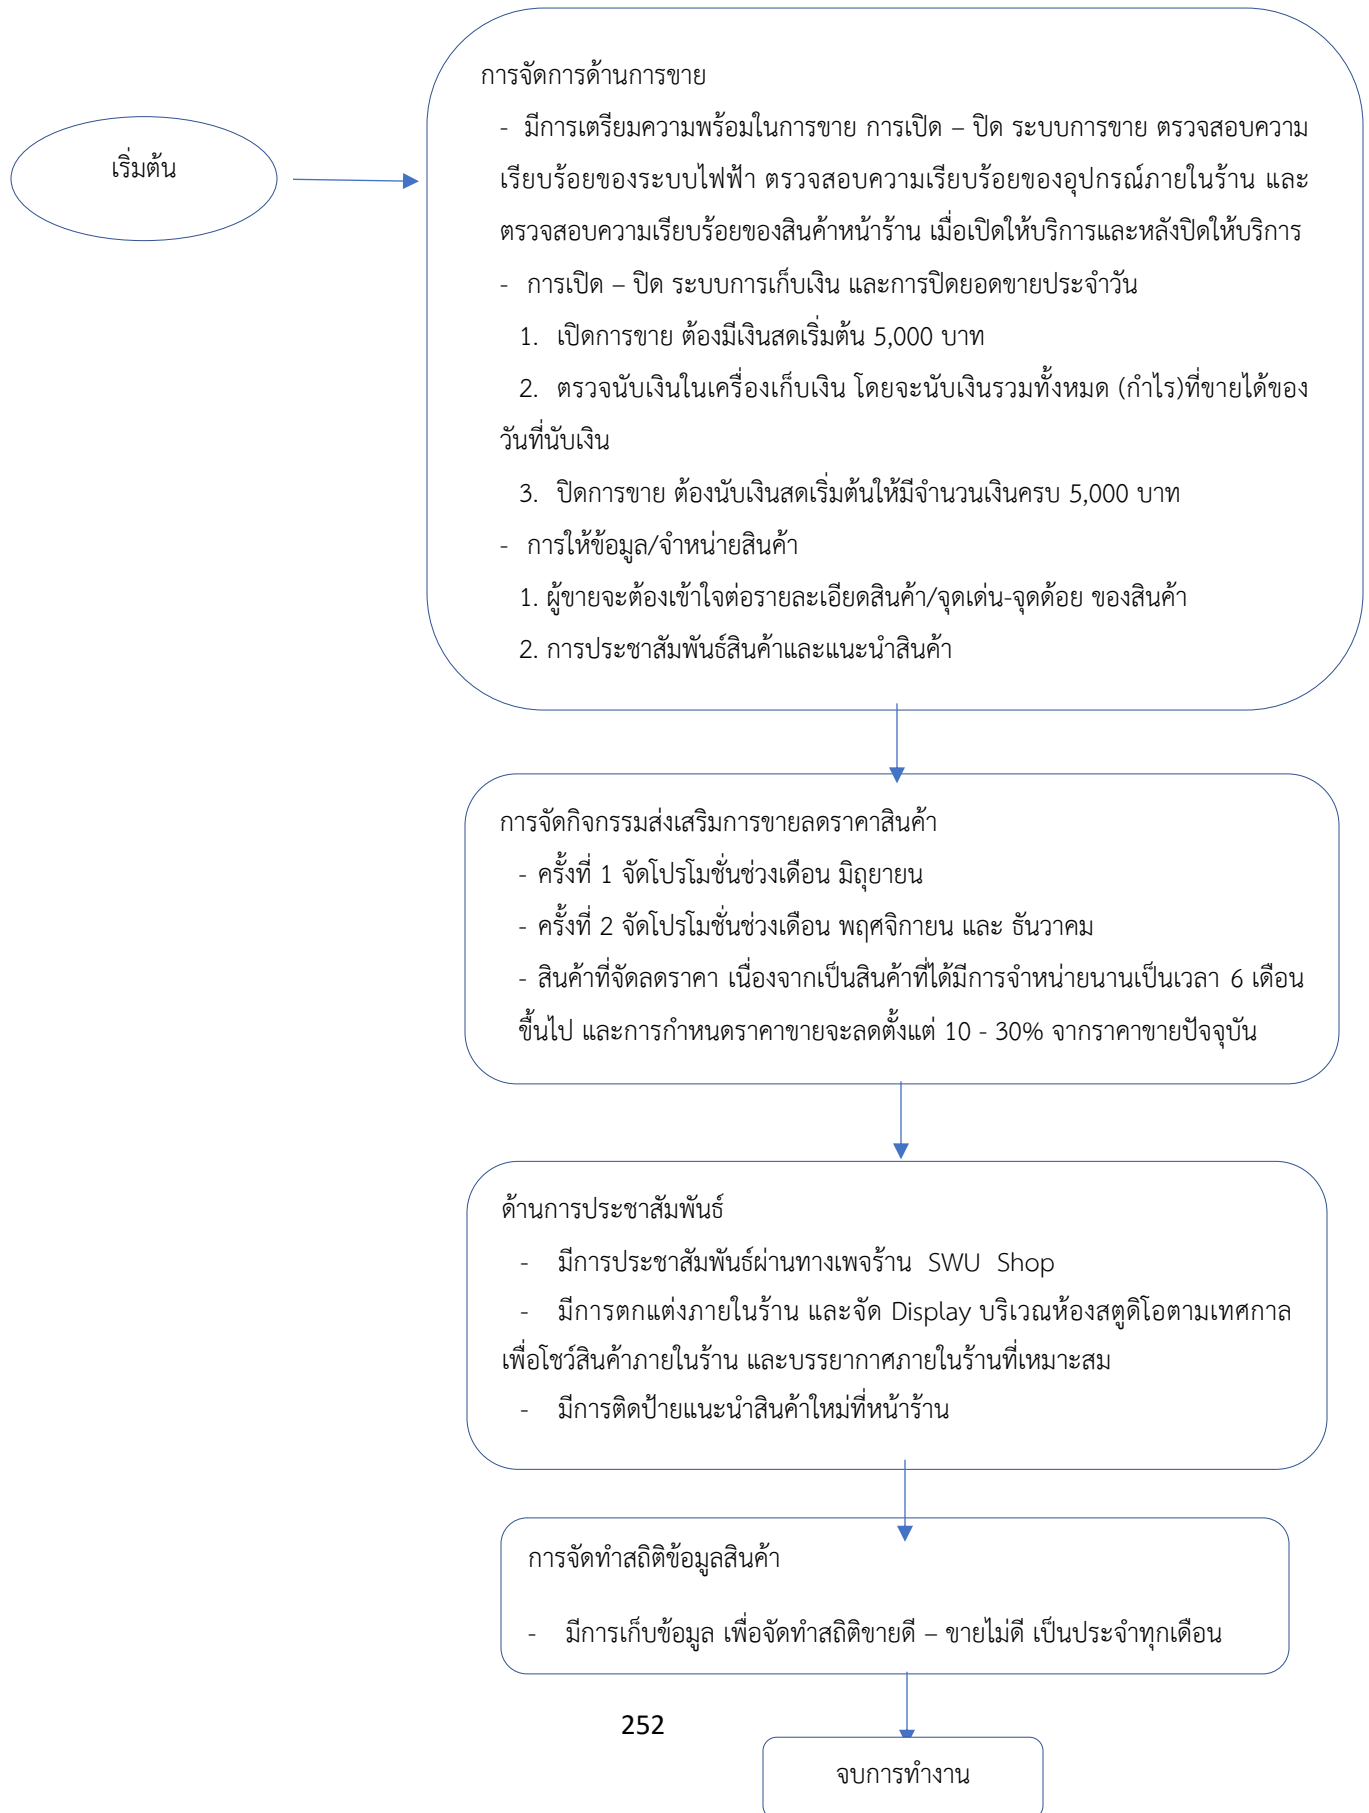 เริ่มต้น
การจัดการด้านการขาย
- มีการเตรียมความพร้อมในการขาย การเปิด – ปิด ระบบการขาย ตรวจสอบความ
เรียบร้อยของระบบไฟฟ้า ตรวจสอบความเรียบร้อยของอุปกรณ์ภายในร้าน และ
ตรวจสอบความเรียบร้อยของสินค้าหน้าร้าน เมื่อเปิดให้บริการและหลังปิดให้บริการ
- การเปิด – ปิด ระบบการเก็บเงิน และการปิดยอดขายประจำวัน
1. เปิดการขาย ต้องมีเงินสดเริ่มต้น 5,000 บาท
2. ตรวจนับเงินในเครื่องเก็บเงิน โดยจะนับเงินรวมทั้งหมด (กำไร)ที่ขายได้ของ
วันที่นับเงิน
3. ปิดการขาย ต้องนับเงินสดเริ่มต้นให้มีจำนวนเงินครบ 5,000 บาท
- การให้ข้อมูล/จำหน่ายสินค้า
1. ผู้ขายจะต้องเข้าใจต่อรายละเอียดสินค้า/จุดเด่น-จุดด้อย ของสินค้า
2. การประชาสัมพันธ์สินค้าและแนะนำสินค้า
การจัดกิจกรรมส่งเสริมการขายลดราคาสินค้า
- ครั้งที่ 1 จัดโปรโมชั่นช่วงเดือน มิถุยายน
- ครั้งที่ 2 จัดโปรโมชั่นช่วงเดือน พฤศจิกายน และ ธันวาคม
- สินค้าที่จัดลดราคา เนื่องจากเป็นสินค้าที่ได้มีการจำหน่ายนานเป็นเวลา 6 เดือน
ขึ้นไป และการกำหนดราคาขายจะลดตั้งแต่ 10 - 30% จากราคาขายปัจจุบัน
ด้านการประชาสัมพันธ์
- มีการประชาสัมพันธ์ผ่านทางเพจร้าน SWU Shop
- มีการตกแต่งภายในร้าน และจัด Display บริเวณห้องสตูดิโอตามเทศกาล
เพื่อโชว์สินค้าภายในร้าน และบรรยากาศภายในร้านที่เหมาะสม
- มีการติดป้ายแนะนำสินค้าใหม่ที่หน้าร้าน
การจัดทำสถิติข้อมูลสินค้า
- มีการเก็บข้อมูล เพื่อจัดทำสถิติขายดี – ขายไม่ดี เป็นประจำทุกเดือน
252
จบการทำงาน